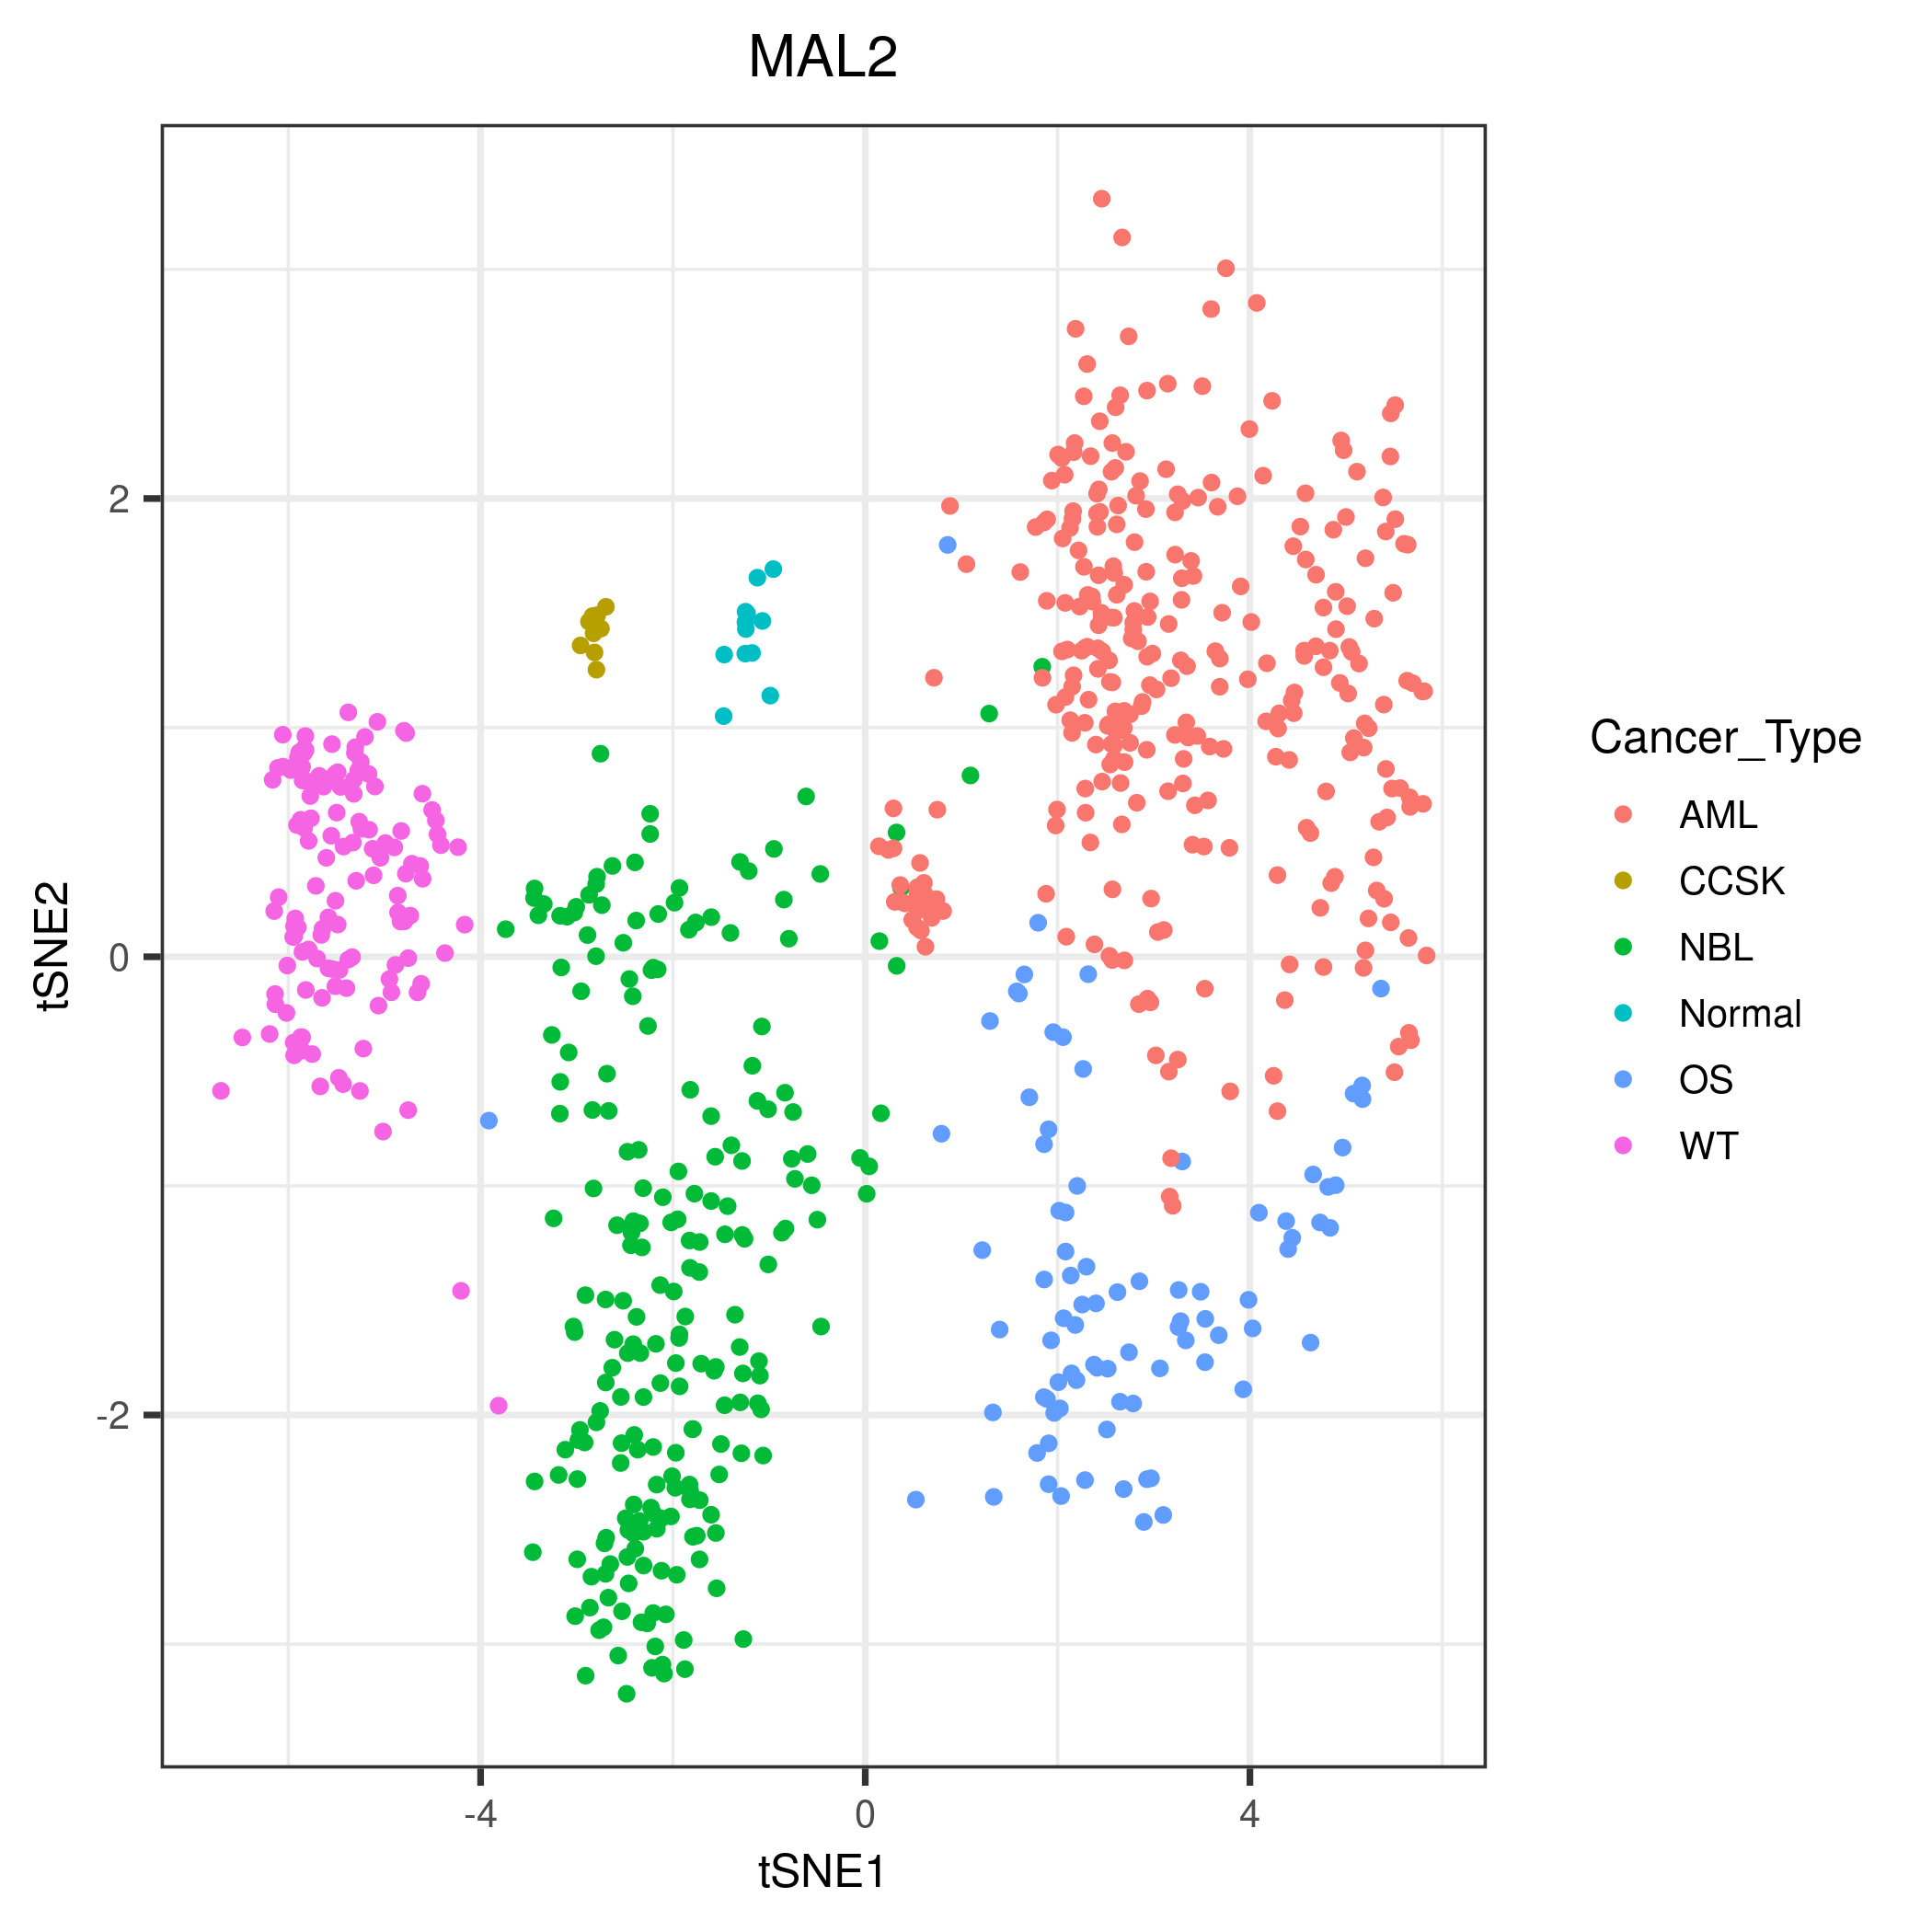 MAL2
tSNE2
2
0
-2
-4 0 4
tSNE1
Cancer_Type
AML
CCSK
NBL
Normal
OS
WT